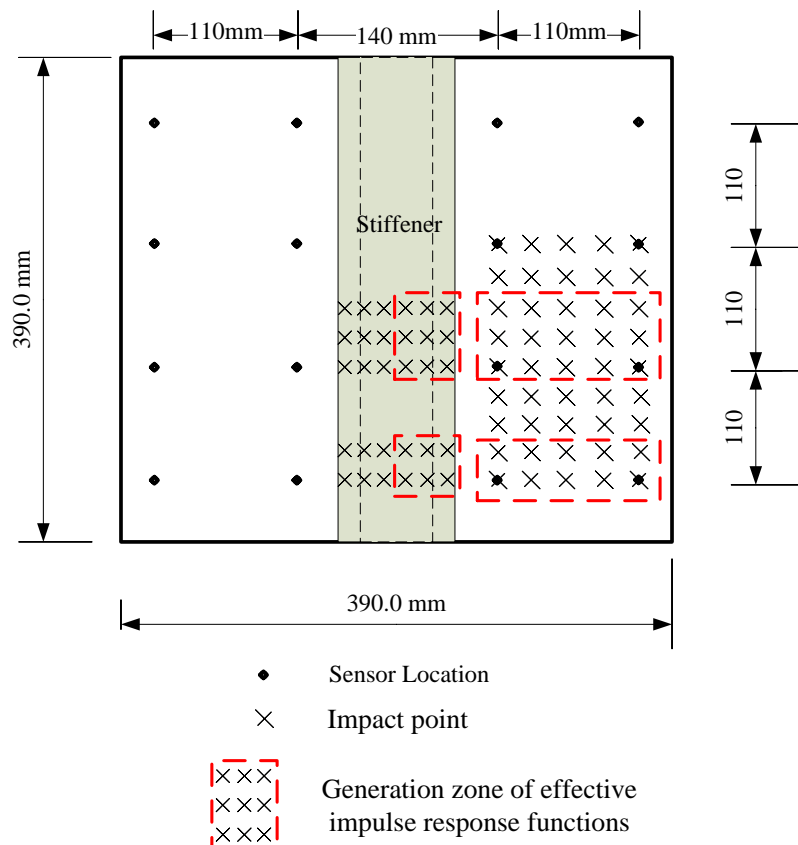 110mm
140 mm
110mm
110
Stiffener
390.0 mm
110
110
390.0 mm
Sensor Location
Impact point
Generation zone of effective
impulse response functions